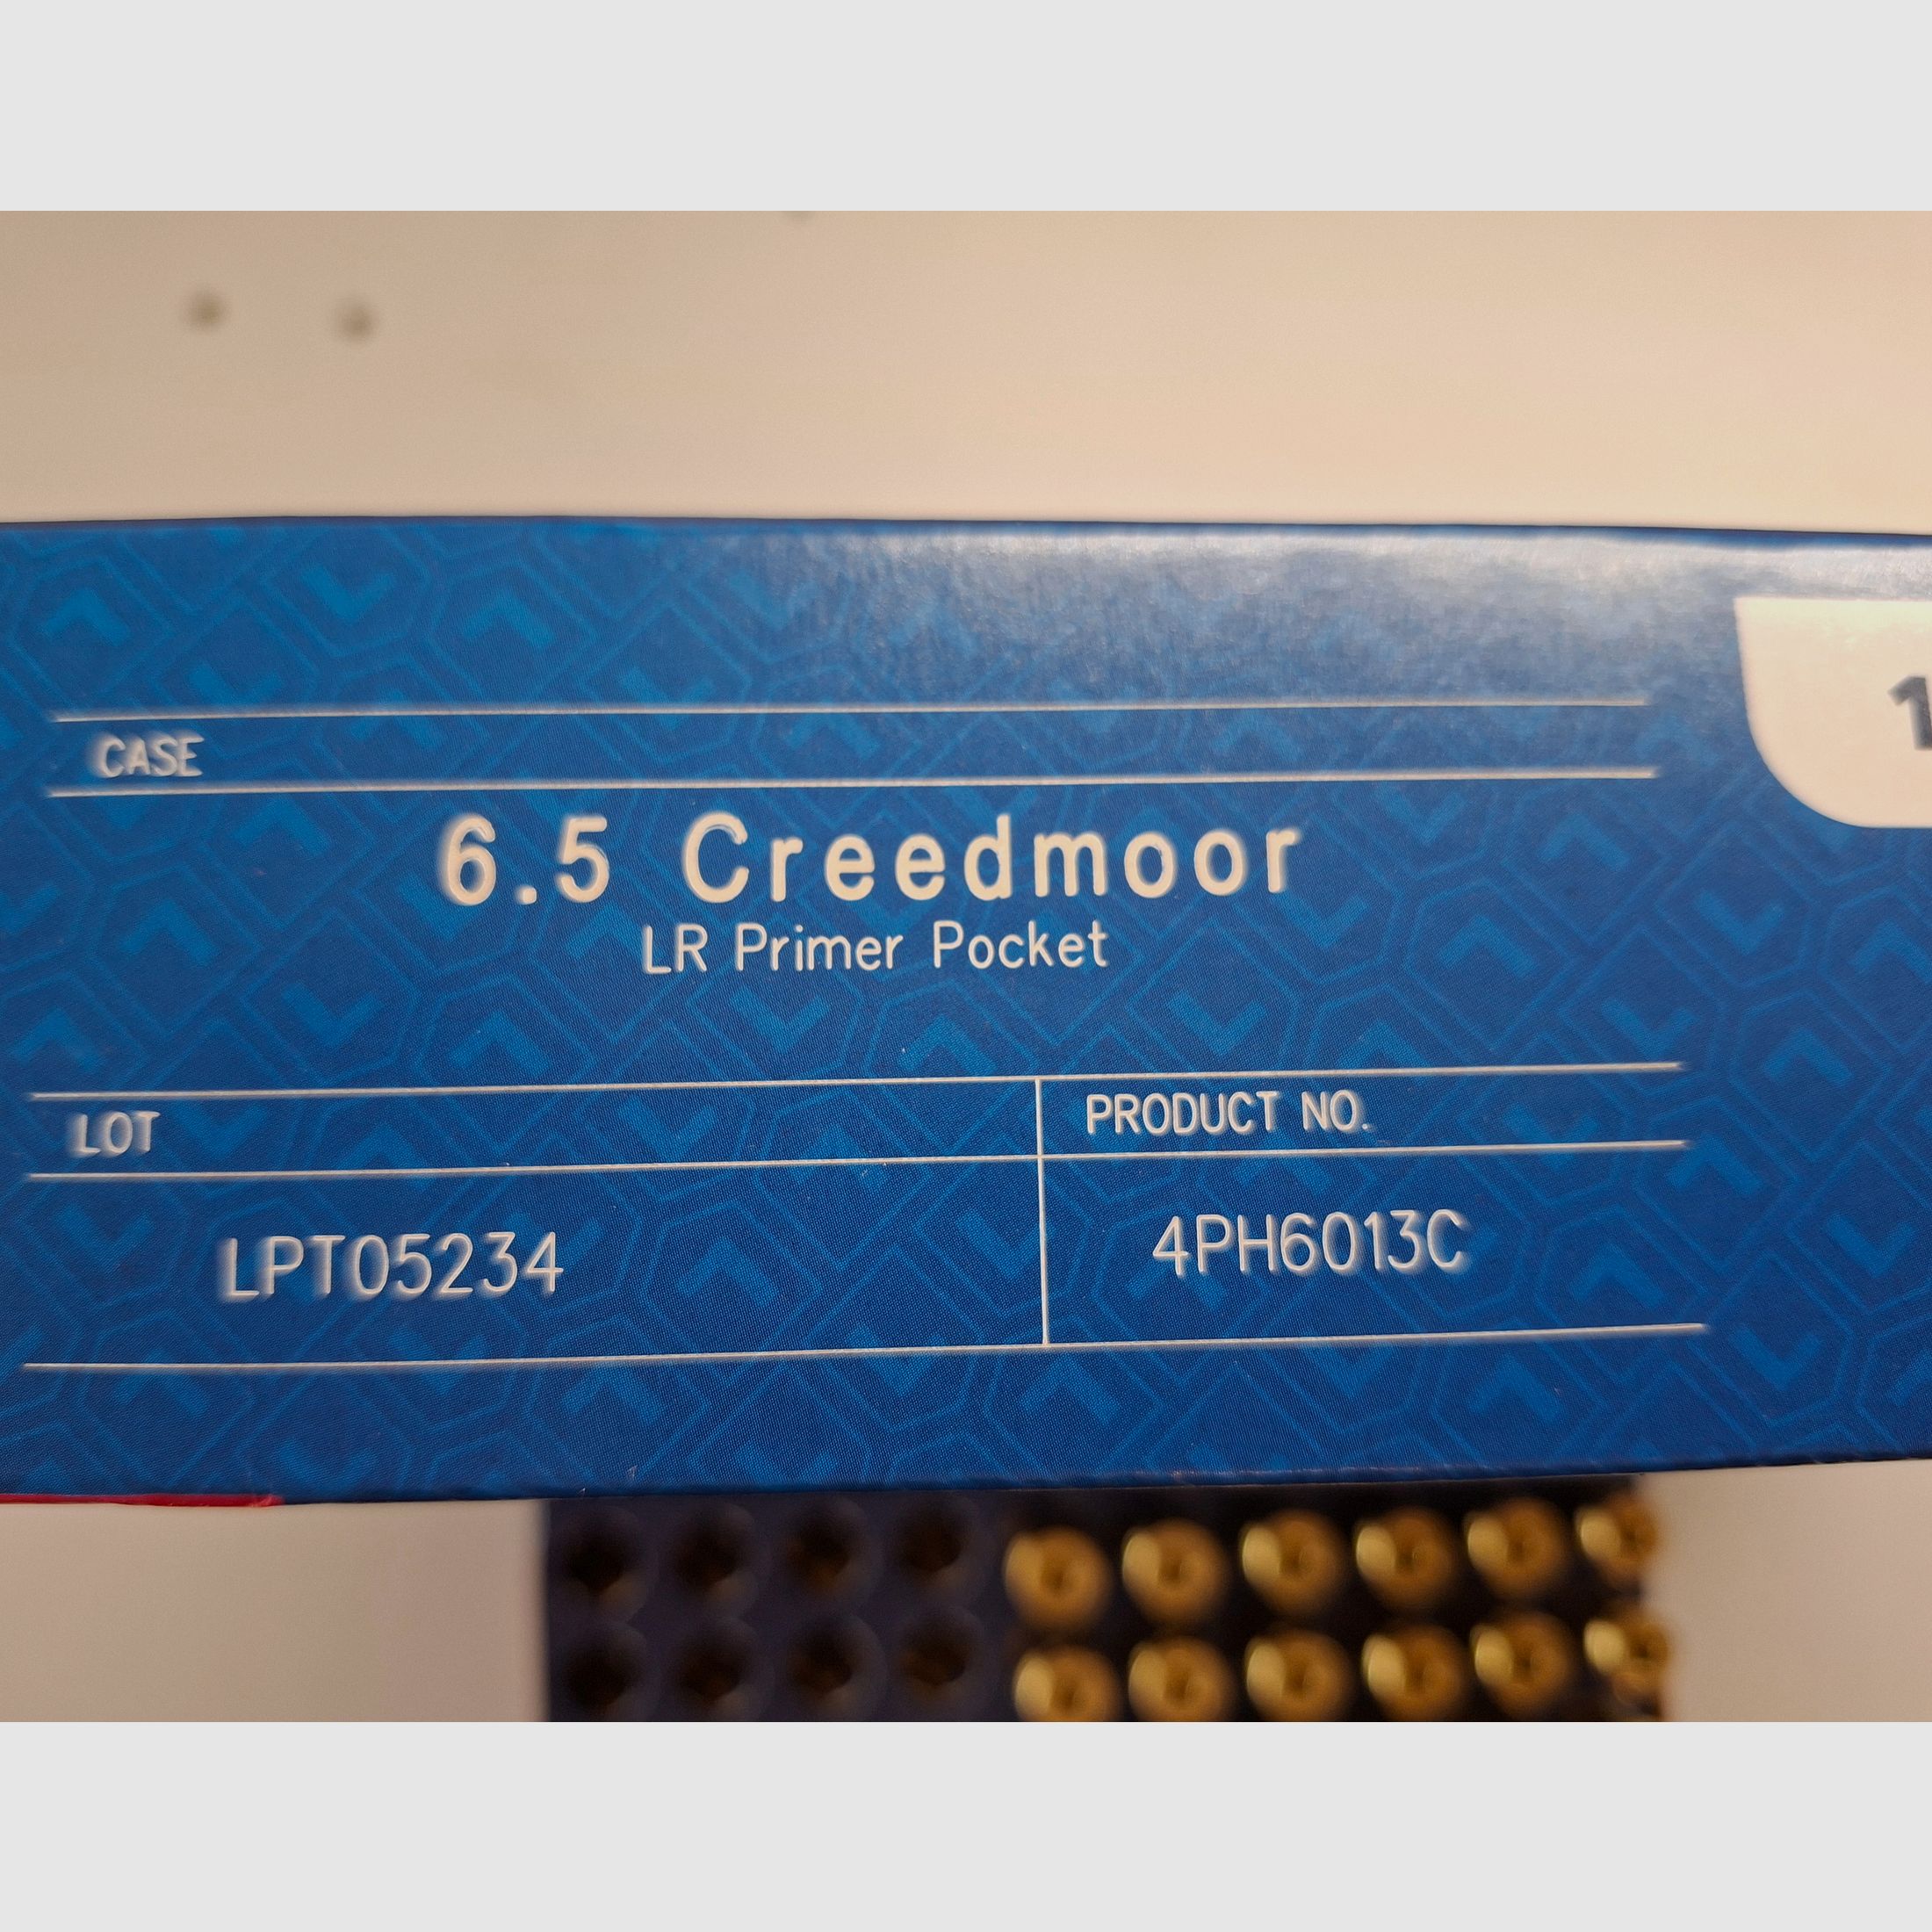 CASE
6.5 Creedmoor
LR Primer Pocket
LOT
PRODUCT NO.
LPT05234
4PH6013C